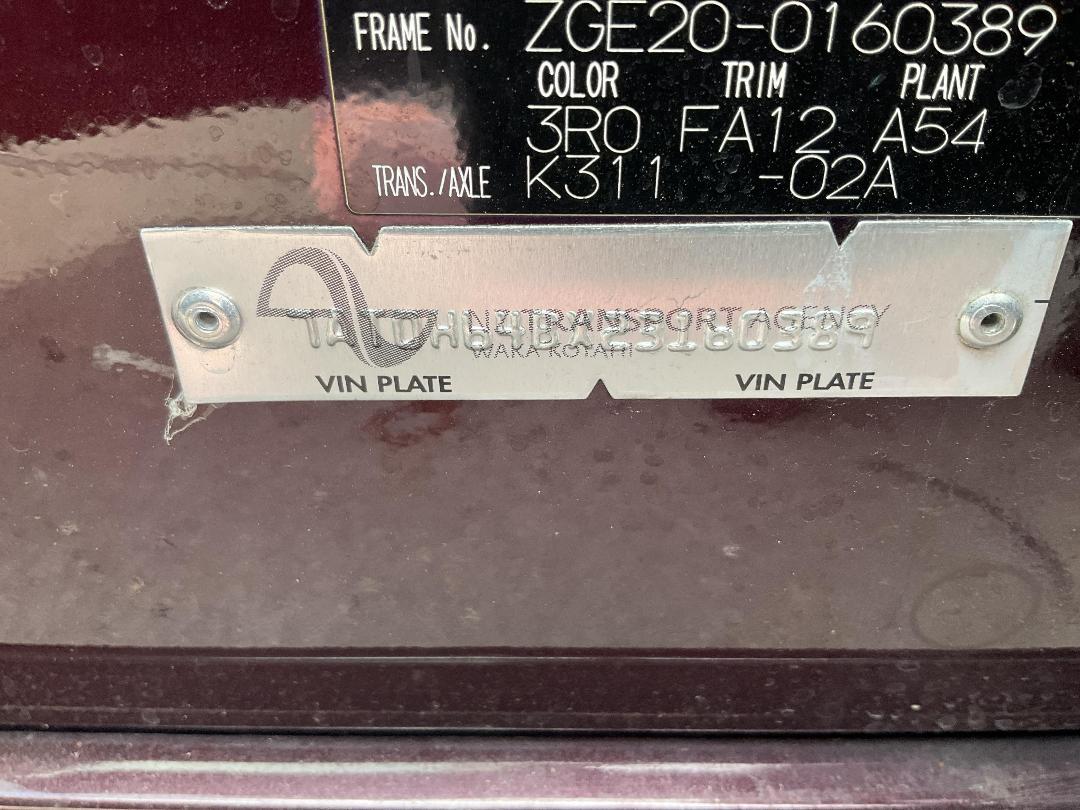 FRAME No. ZGE20-0160389
COLOR TRIM PLANT
3R0 FA12 A54
TRANS./AXLE K311 -02A
NZ TRANSPORT AGENCY
WAKA KOTAHI
VIN PLATE VIN PLATE